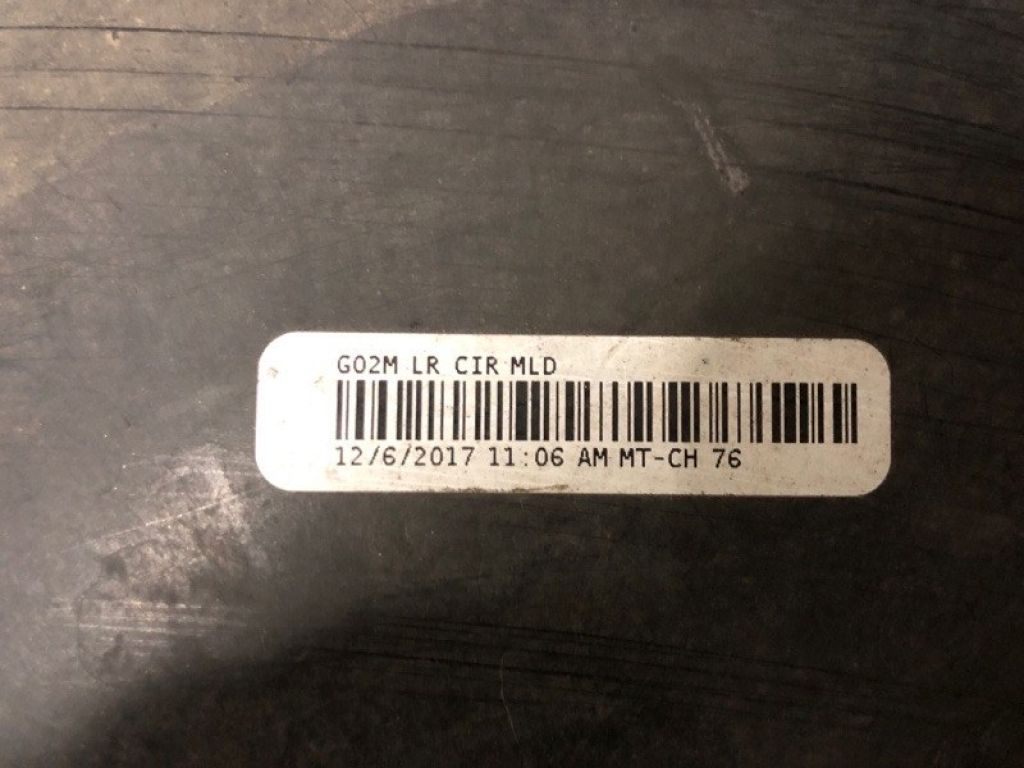 G02M LR CIR MLD
12/6/2017 11:06 AM MT-CH 76